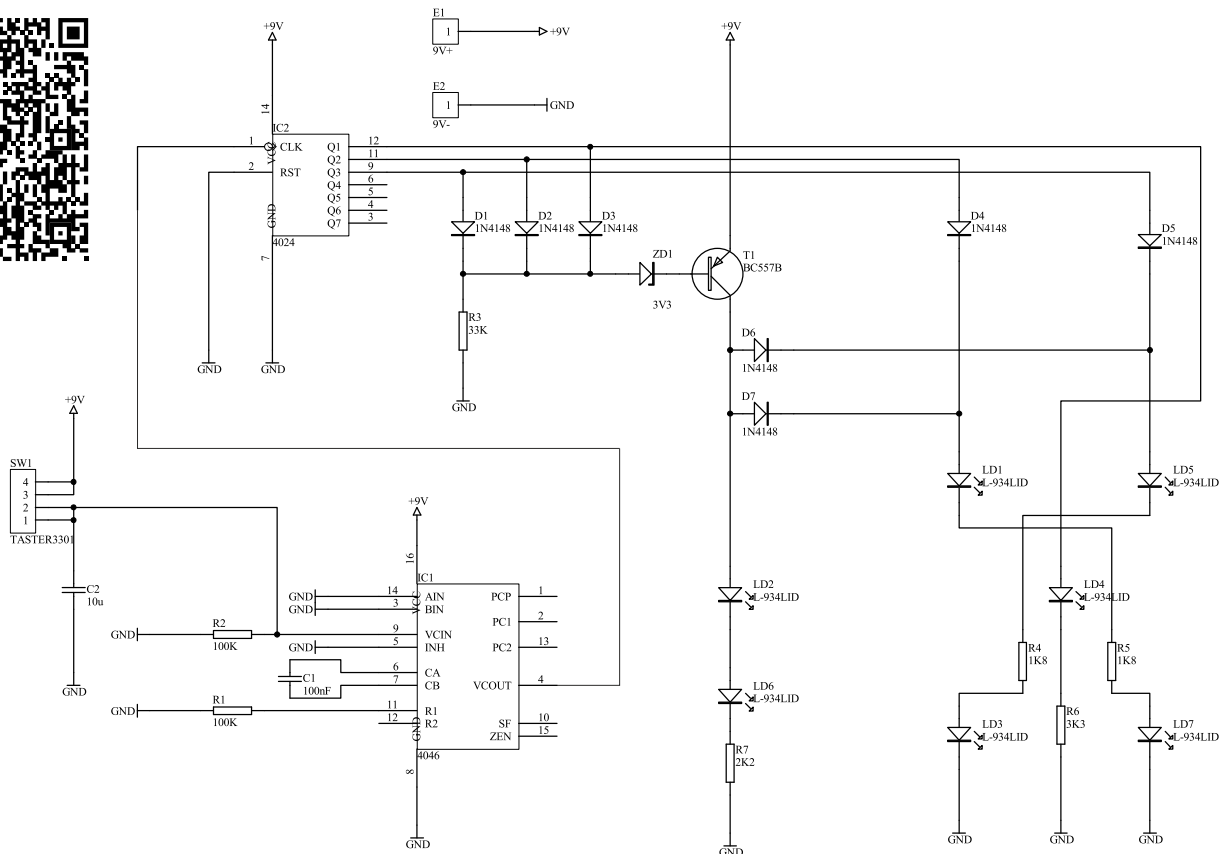 +9V
E1
1
+9V
9V+
+9V
E2
1
GND
9V-
14
IC2
1
CLK
VCC
Q1
12
Q2
11
2
RST
Q3
9
Q4
6
Q5
5
Q6
4
Q7
3
GND
4024
7
GND
GND
D1
1N4148
D2
1N4148
D3
1N4148
D4
1N4148
D5
1N4148
ZD1
3V3
T1
BC557B
R3
33K
GND
D6
1N4148
D7
1N4148
+9V
SW1
4
3
2
1
TASTER3301
C2
10u
GND
+9V
16
IC1
GND
14
AIN
VCC
GND
3
BIN
GND
R2
100K
9
VCIN
GND
5
INH
C1
100nF
6
CA
7
CB
GND
R1
100K
11
R1
12
R2
GND
PCP
1
PC1
2
PC2
13
VCOUT
4
SF
10
ZEN
15
4046
8
GND
LD1
L-934LID
LD5
L-934LID
LD2
L-934LID
LD4
L-934LID
R4
1K8
R5
1K8
LD6
L-934LID
LD3
L-934LID
R6
3K3
LD7
L-934LID
R7
2K2
GND
GND
GND
GND